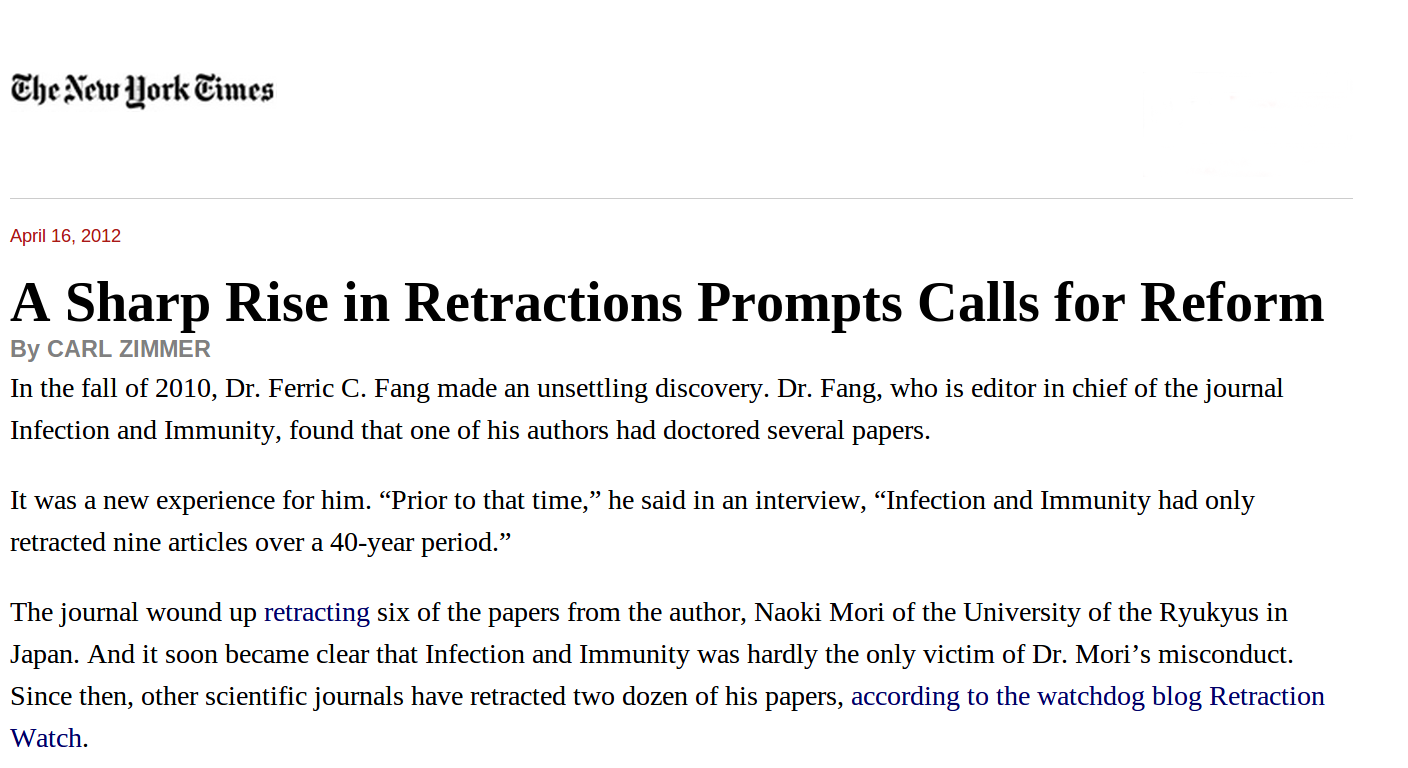 The New York Times
April 16, 2012
A Sharp Rise in Retractions Prompts Calls for Reform
By CARL ZIMMER
In the fall of 2010, Dr. Ferric C. Fang made an unsettling discovery. Dr. Fang, who is editor in chief of the journal
Infection and Immunity, found that one of his authors had doctored several papers.
It was a new experience for him. “Prior to that time,” he said in an interview, “Infection and Immunity had only
retracted nine articles over a 40-year period.”
The journal wound up retracting six of the papers from the author, Naoki Mori of the University of the Ryukyus in
Japan. And it soon became clear that Infection and Immunity was hardly the only victim of Dr. Mori’s misconduct.
Since then, other scientific journals have retracted two dozen of his papers, according to the watchdog blog Retraction
Watch.